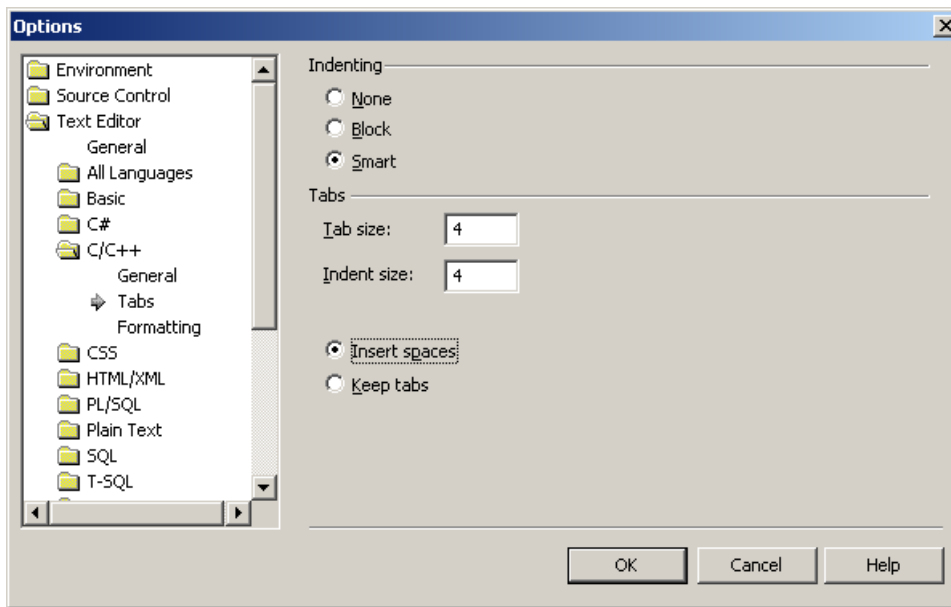 Options
Environment
Source Control
Text Editor
General
All Languages
Basic
C#
C/C++
General
Tabs
Formatting
CSS
HTML/XML
PL/SQL
Plain Text
SQL
T-SQL
Indenting
None
Block
Smart
Tabs
Tab size: 4
Indent size: 4
Insert spaces
Keep tabs
OK Cancel Help